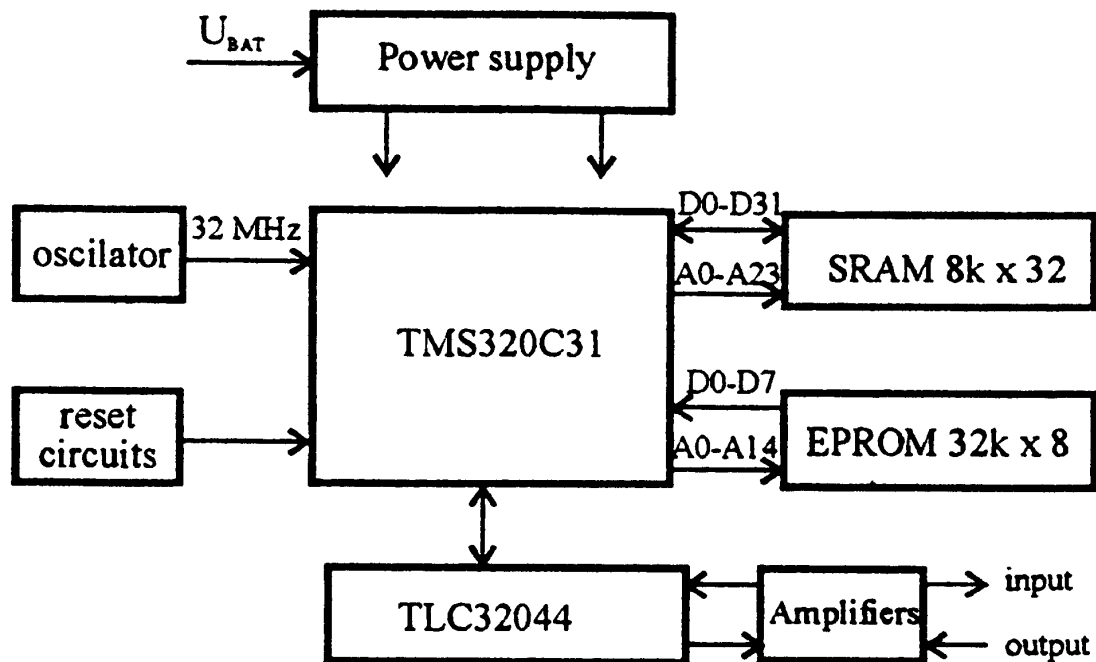 U BAT
Power supply
32 MHz
oscilator
D0-D31
SRAM 8k x 32
A0-A23
TMS320C31
D0-D7
reset
circuits
EPROM 32k x 8
A0-A14
TLC32044
Amplifiers
input
output